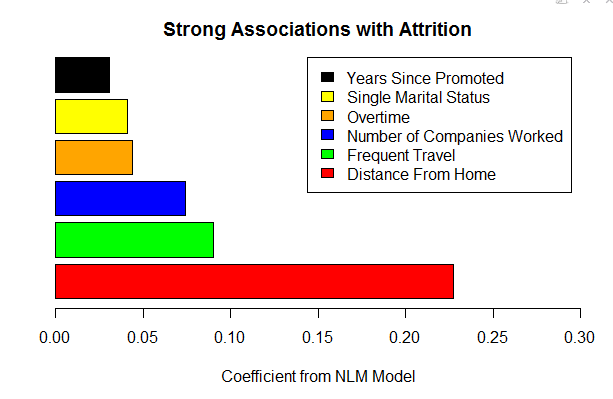 Strong Associations with Attrition
Years Since Promoted
Single Marital Status
Overtime
Number of Companies Worked
Frequent Travel
Distance From Home
0.00 0.05 0.10 0.15 0.20 0.25 0.30
Coefficient from NLM Model